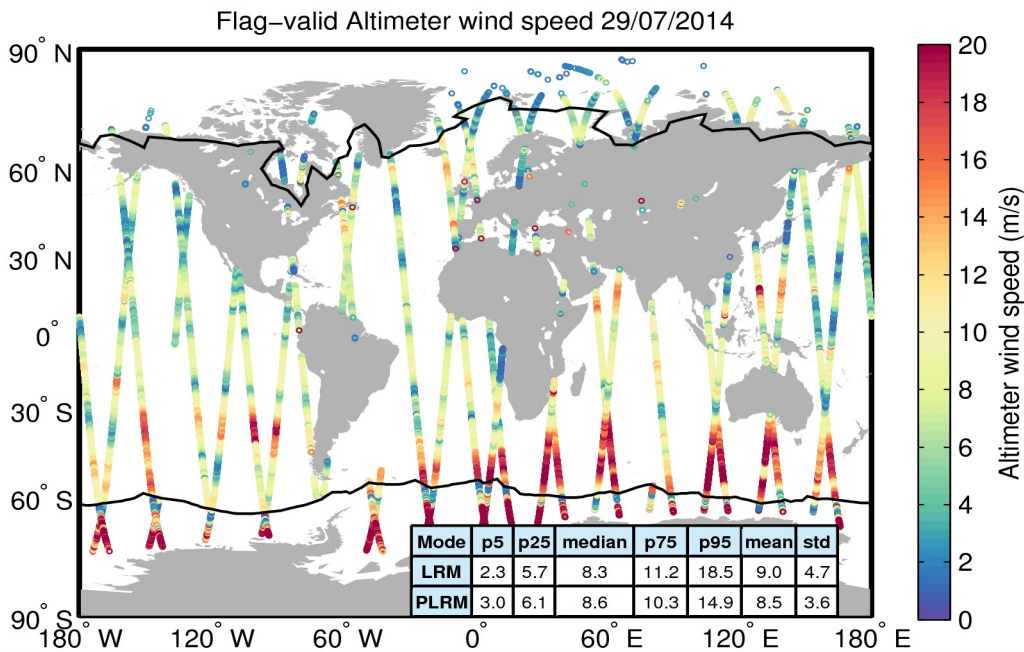 Flag−valid Altimeter wind speed 29/07/2014
90° N
60° N
30° N
0°
30° S
60° S
90° S
180° W
120° W
60° W
0°
60° E
120° E
180° E
Mode p5 p25 median p75 p95 mean std
LRM 2.3 5.7 8.3 11.2 18.5 9.0 4.7
PLRM 3.0 6.1 8.6 10.3 14.9 8.5 3.6
20
18
16
14
12
10
8
6
4
2
0
Altimeter wind speed (m/s)